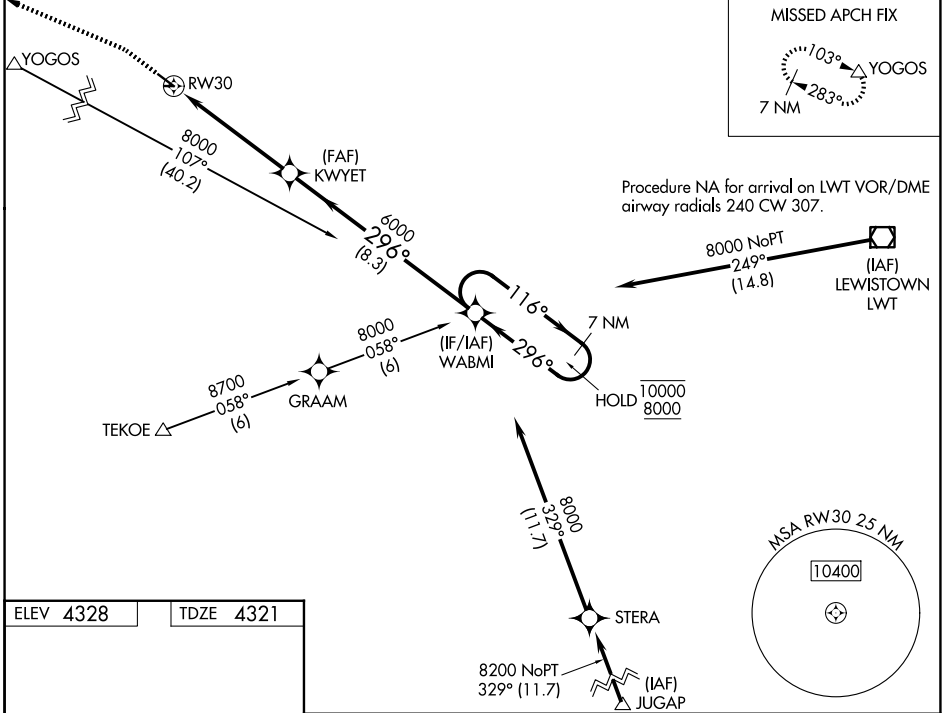 MISSED APCH FIX
103°
YOGOS
283°
7 NM
YOGOS
RW30
8000
107°
(40.2)
(FAF)
KWYET
6000
296°
(8.3)
Procedure NA for arrival on LWT VOR/DME
airway radials 240 CW 307.
8000 NoPT
249°
(14.8)
(IAF)
LEWISTOWN
LWT
116°
7 NM
296°
(IF/IAF)
WABMI
HOLD
10000
8000
8000
058°
(6)
GRAAM
8700
058°
(6)
TEKOE
8000
329°
(11.7)
STERA
8200 NoPT
329° (11.7)
(IAF)
JUGAP
MSA RW30 25 NM
10400
ELEV 4328
TDZE 4321